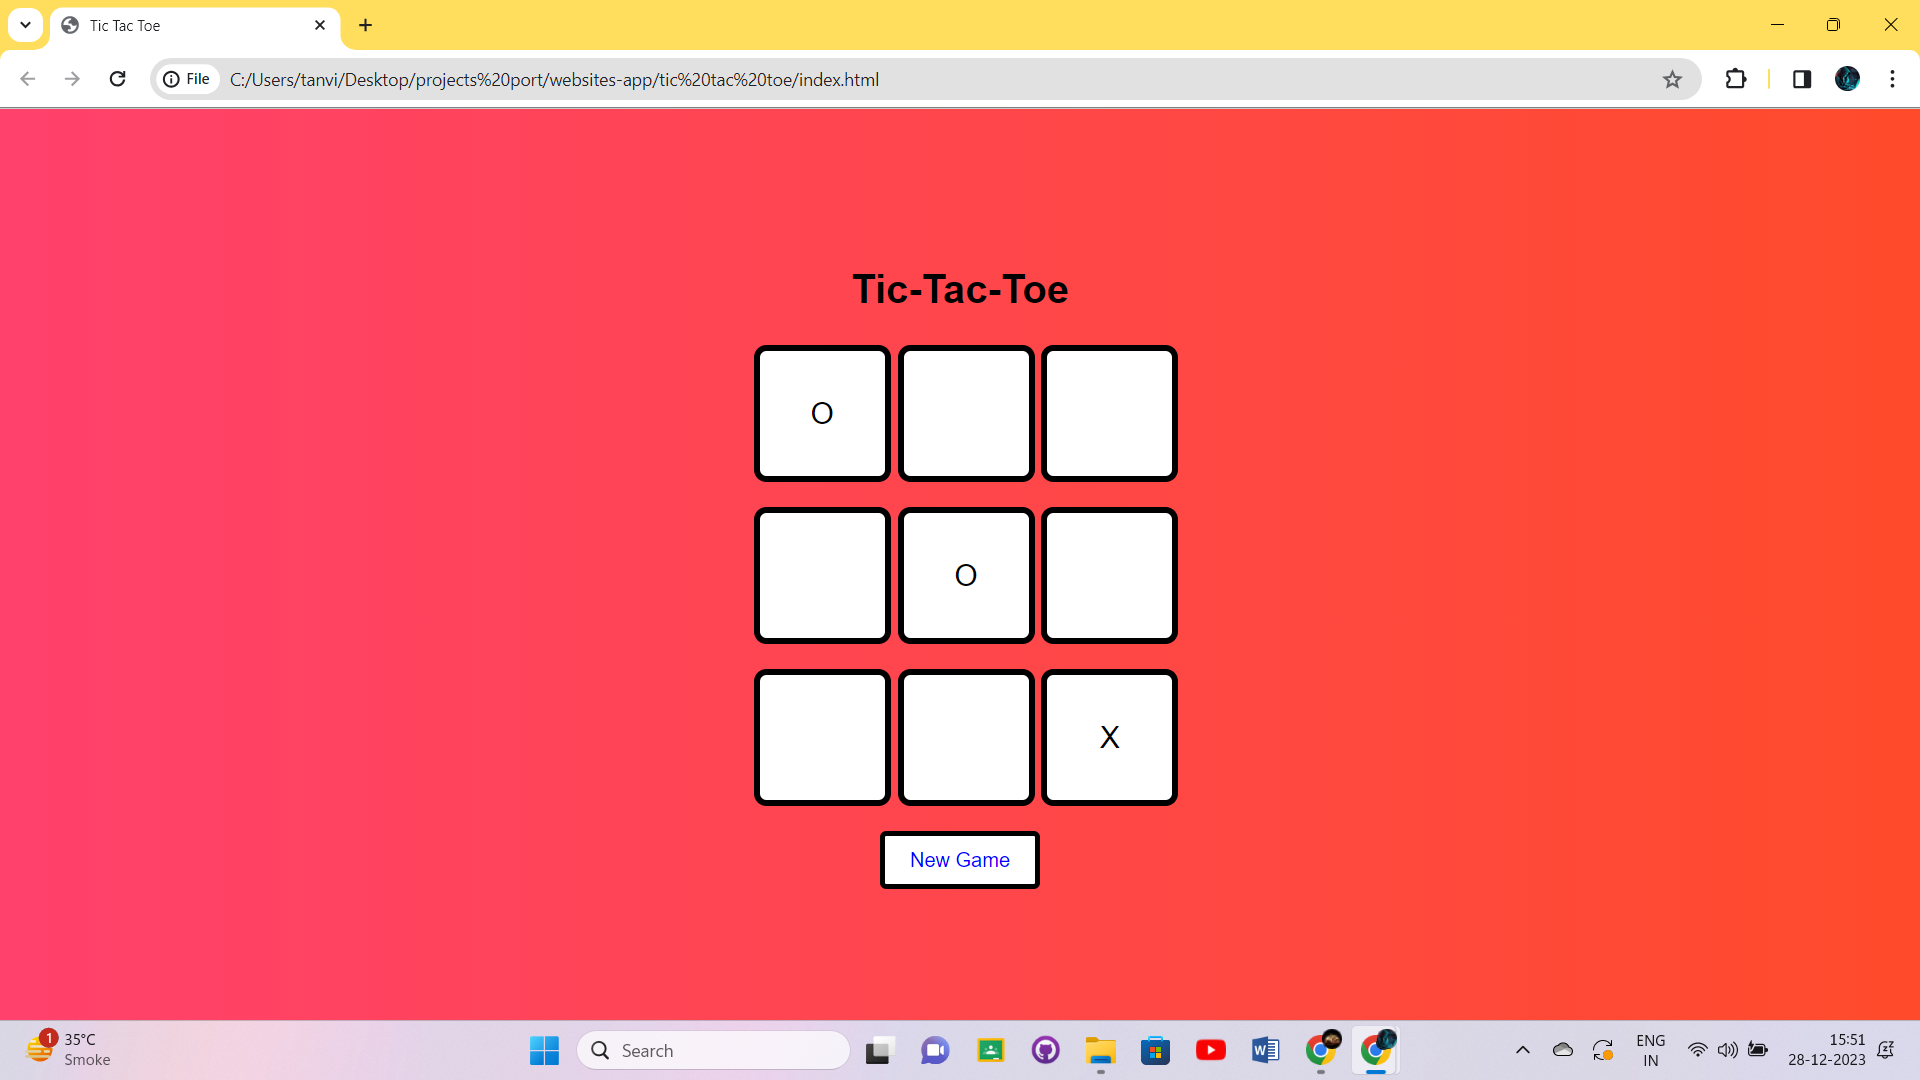 Tic Tac Toe
File
C:/Users/tanvi/Desktop/projects%20port/websites-app/tic%20tac%20toe/index.html
Tic-Tac-Toe
O
O
X
New Game
1
35°C
Smoke
Search
W
ENG
IN
15:51
28-12-2023